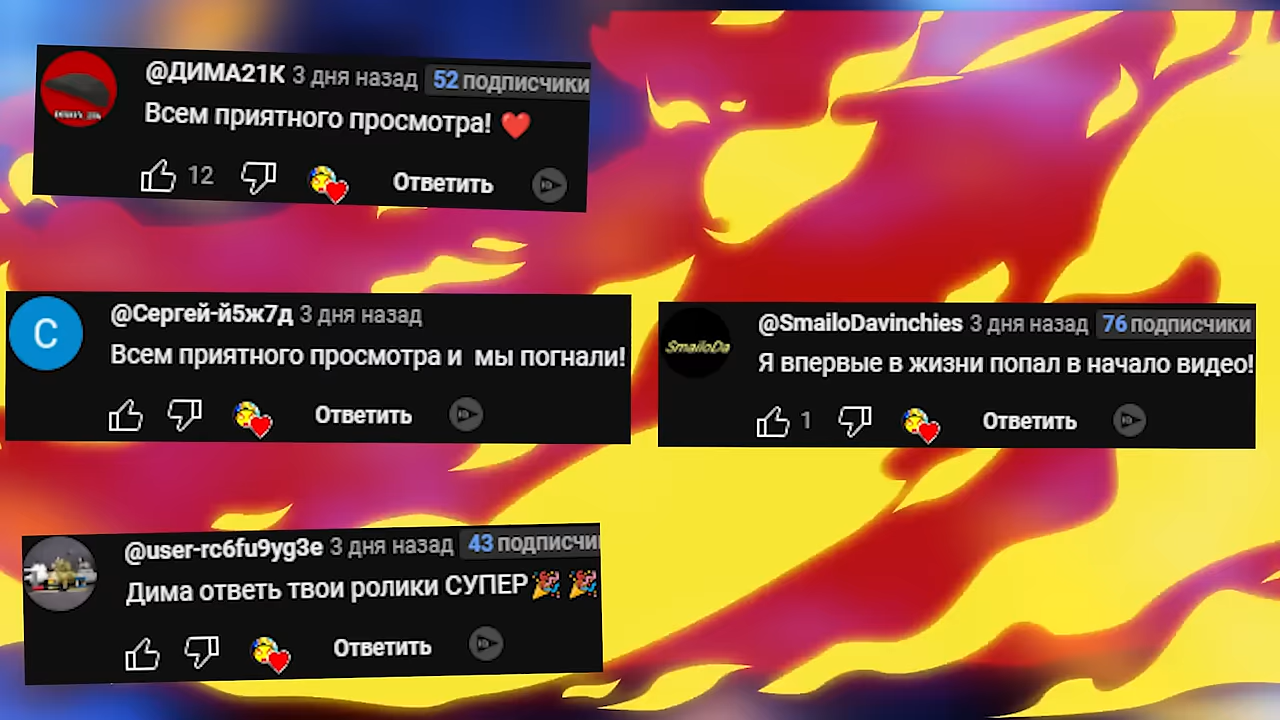 @ДИМА21К 3 дня назад 52 подписчики
Всем приятного просмотра! ❤️
12 Ответить
@Сергей-й5ж7д 3 дня назад
Всем приятного просмотра и мы погнали!
Ответить
SmailoDa
@SmailoDavinchies 3 дня назад 76 подписчики
Я впервые в жизни попал в начало видео!
1 Ответить
@user-rc6fu9yg3e 3 дня назад 43 подписчи
Дима ответь твои ролики СУПЕР🎉 🎉
Ответить